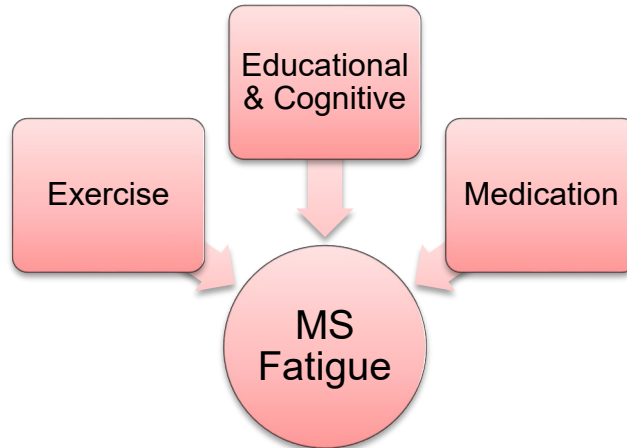 Educational
& Cognitive
Exercise
Medication
MS
Fatigue